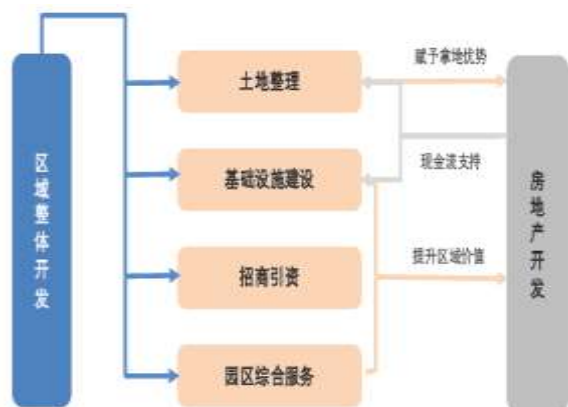 区域整体开发
土地整理
基础设施建设
招商引资
园区综合服务
赋予拿地优势
现金流支持
提升区域价值
房地产开发